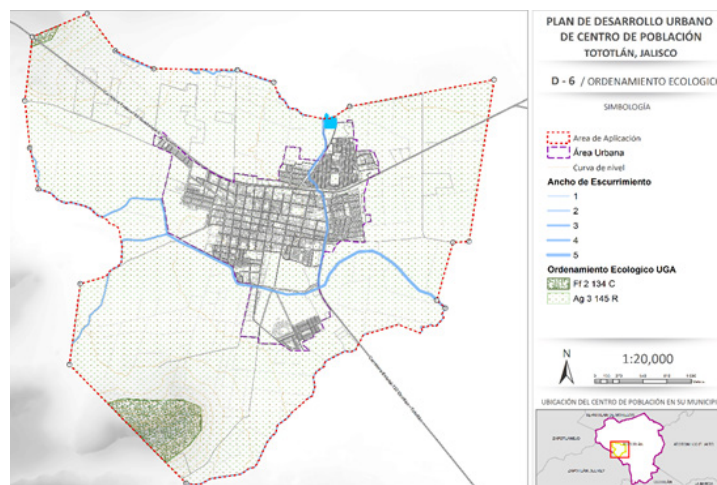 PLAN DE DESARROLLO URBANO
DE CENTRO DE POBLACIÓN
TOTOTLÁN, JALISCO
D - 6 / ORDENAMIENTO ECOLOGICO
SIMBOLOGÍA
Area de Aplicación
Área Urbana
Curva de nivel
Ancho de Escurrimiento
1
2
3
4
5
Ordenamiento Ecologico UGA
Ff 2 134 C
Ag 3 145 R
N
1:20,000
UBICACIÓN DEL CENTRO DE POBLACIÓN EN SU MUNICIPI